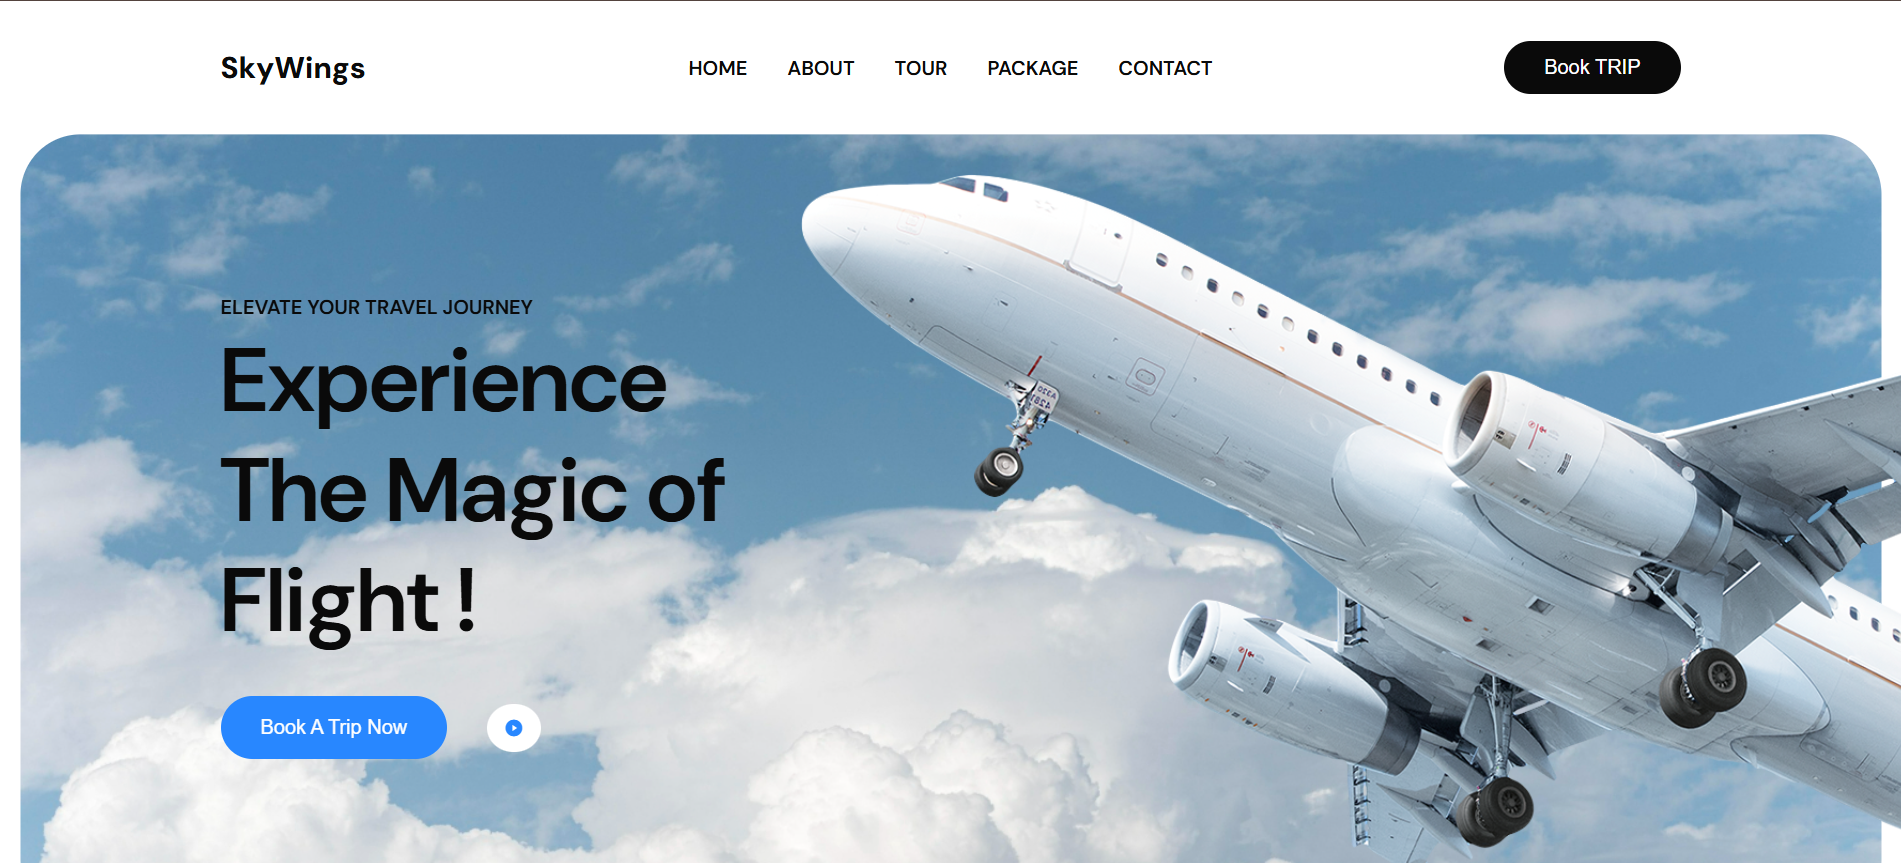 SkyWings
HOME ABOUT TOUR PACKAGE CONTACT
Book TRIP
ELEVATE YOUR TRAVEL JOURNEY
Experience
The Magic of
Flight !
Book A Trip Now